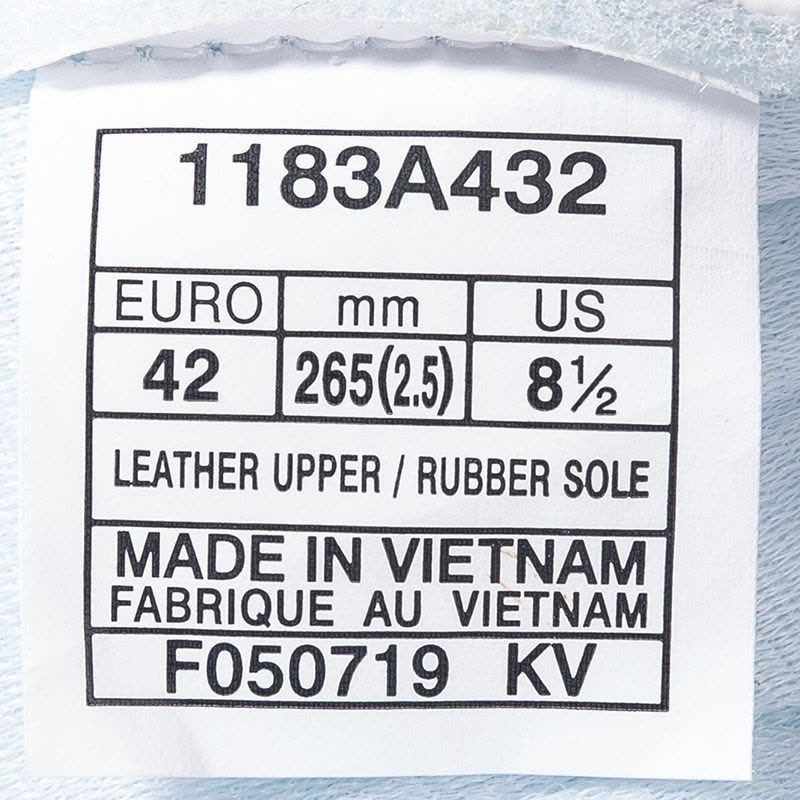 1183A432
EURO mm US
42 265(2.5) 8½
LEATHER UPPER / RUBBER SOLE
MADE IN VIETNAM
FABRIQUE AU VIETNAM
F050719 KV